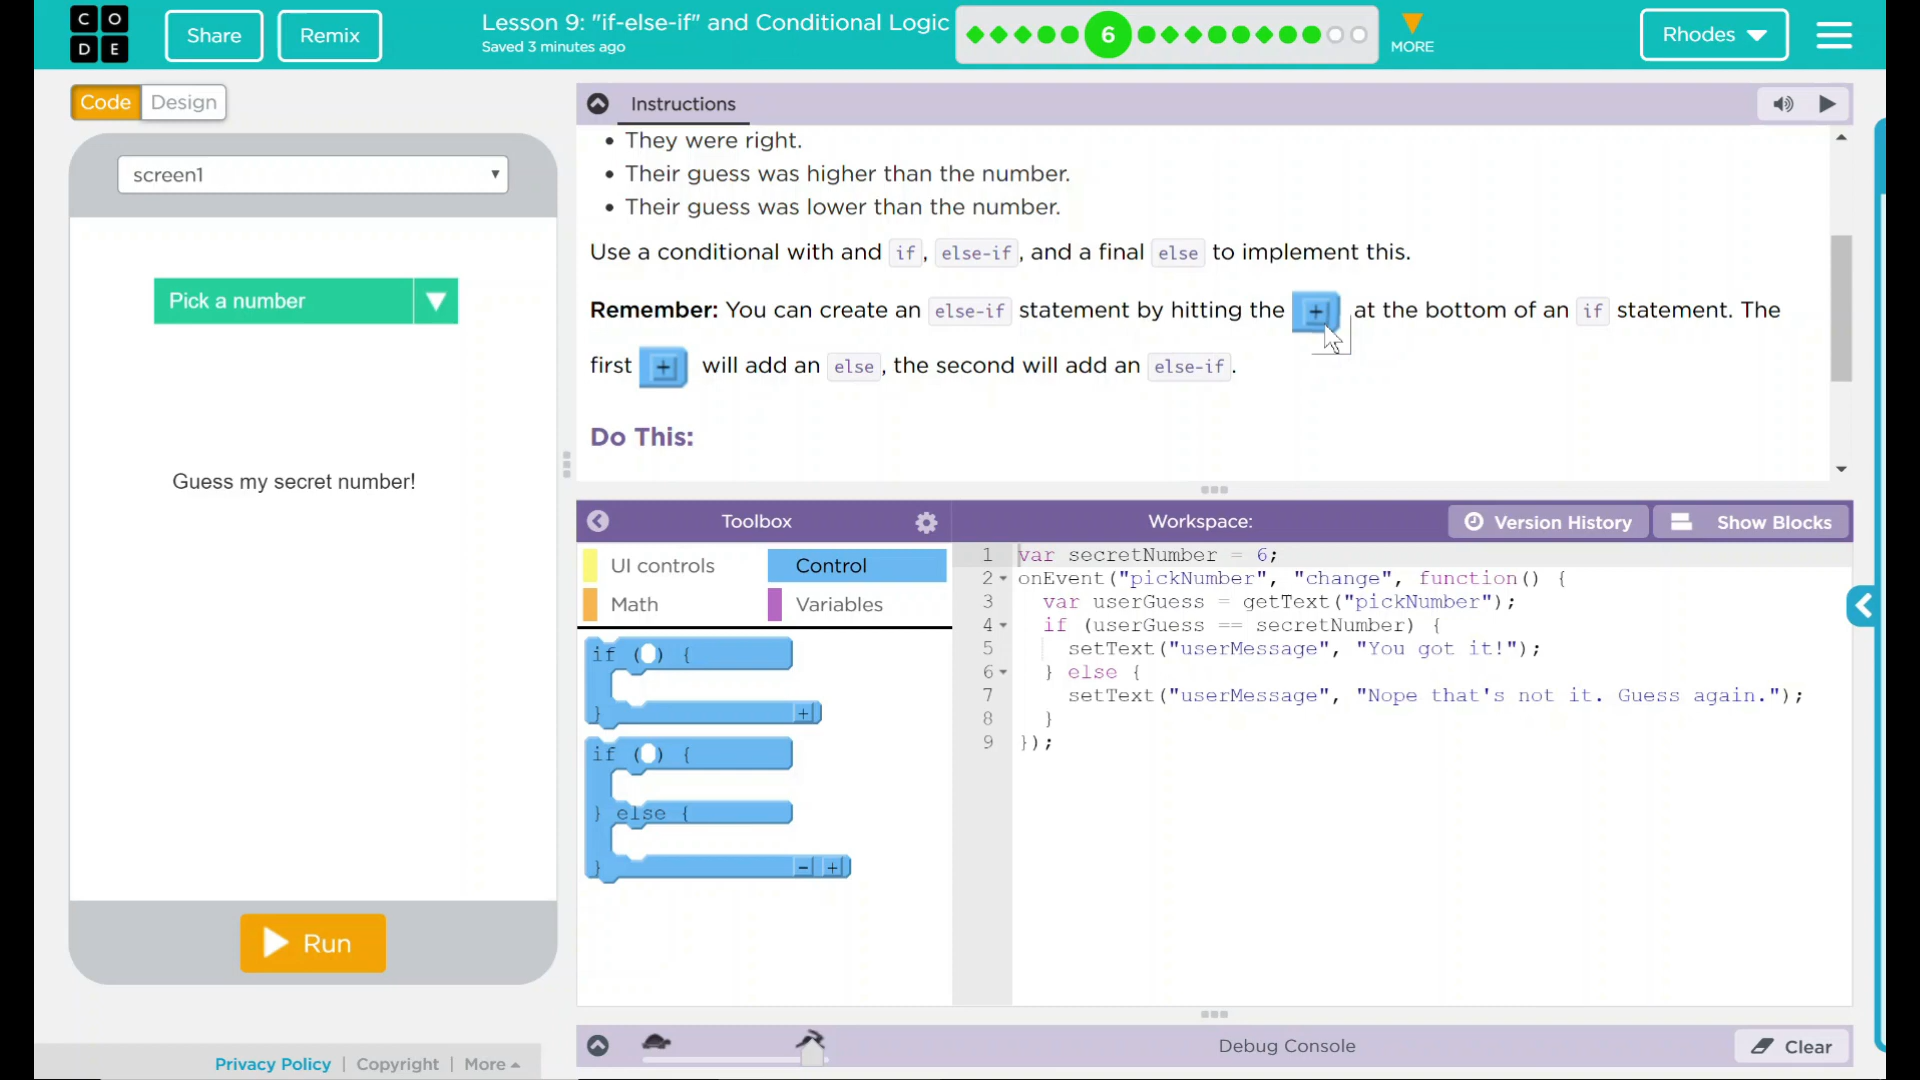 C O
D E
Share
Remix
Lesson 9: "if-else-if" and Conditional Logic
Saved 3 minutes ago
6
MORE
Rhodes
Code
Design
screen1
Pick a number
Guess my secret number!
Run
Privacy Policy | Copyright | More
Instructions
They were right.
Their guess was higher than the number.
Their guess was lower than the number.
Use a conditional with and if, else-if, and a final else to implement this.
Remember: You can create an else-if statement by hitting the + at the bottom of an if statement. The
first + will add an else, the second will add an else-if.
Do This:
Toolbox
UI controls
Control
Math
Variables
if () {
} +
if () {
} else {
} - +
Workspace:
Version History
Show Blocks
1 var secretNumber = 6;
2 onEvent("pickNumber", "change", function() {
3 var userGuess = getText("pickNumber");
4 if (userGuess == secretNumber) {
5 setText("userMessage", "You got it!");
6 } else {
7 setText("userMessage", "Nope that's not it. Guess again.");
8 }
9 });
Debug Console
Clear